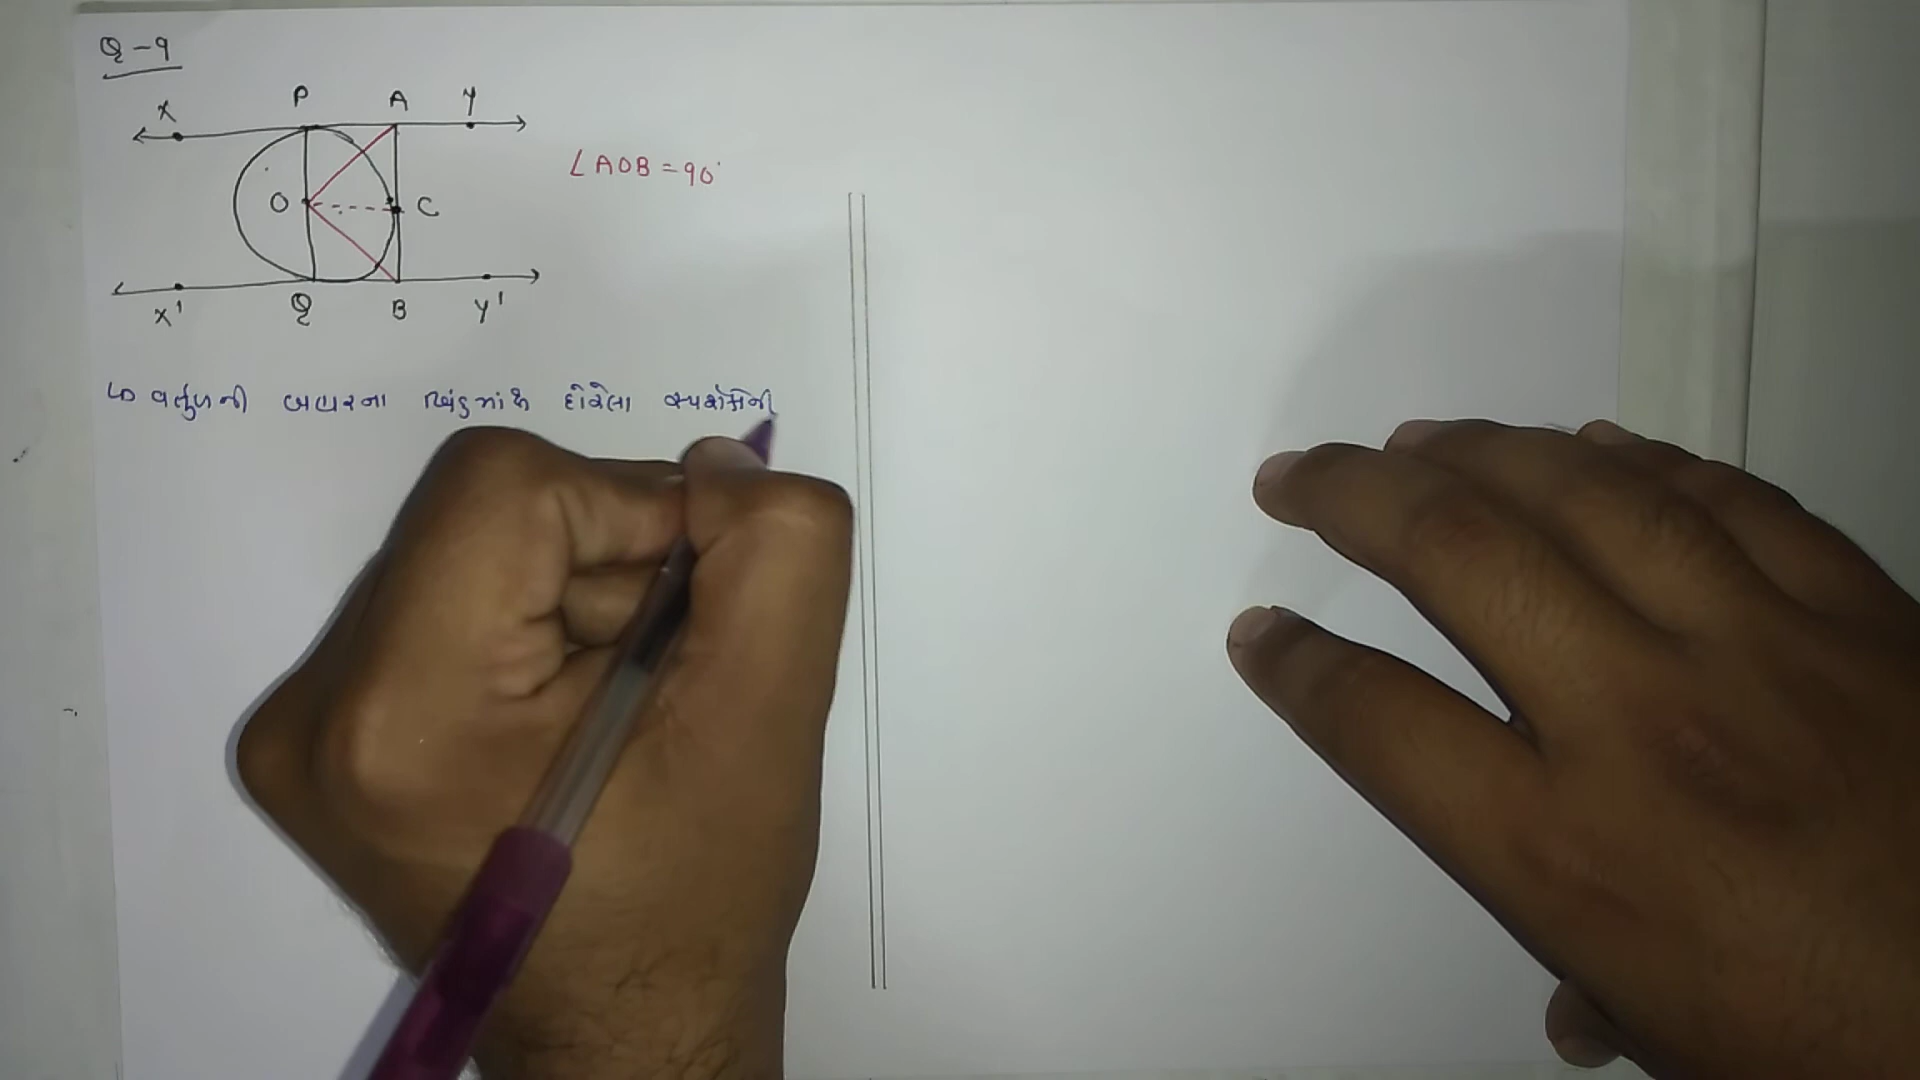 Q-9
X P A Y
∠AOB = 90°
O C
X' Q B Y'
↳ વર્તુળની બહારના બિંદુમાંથી દોરેલા સ્પર્શકોની